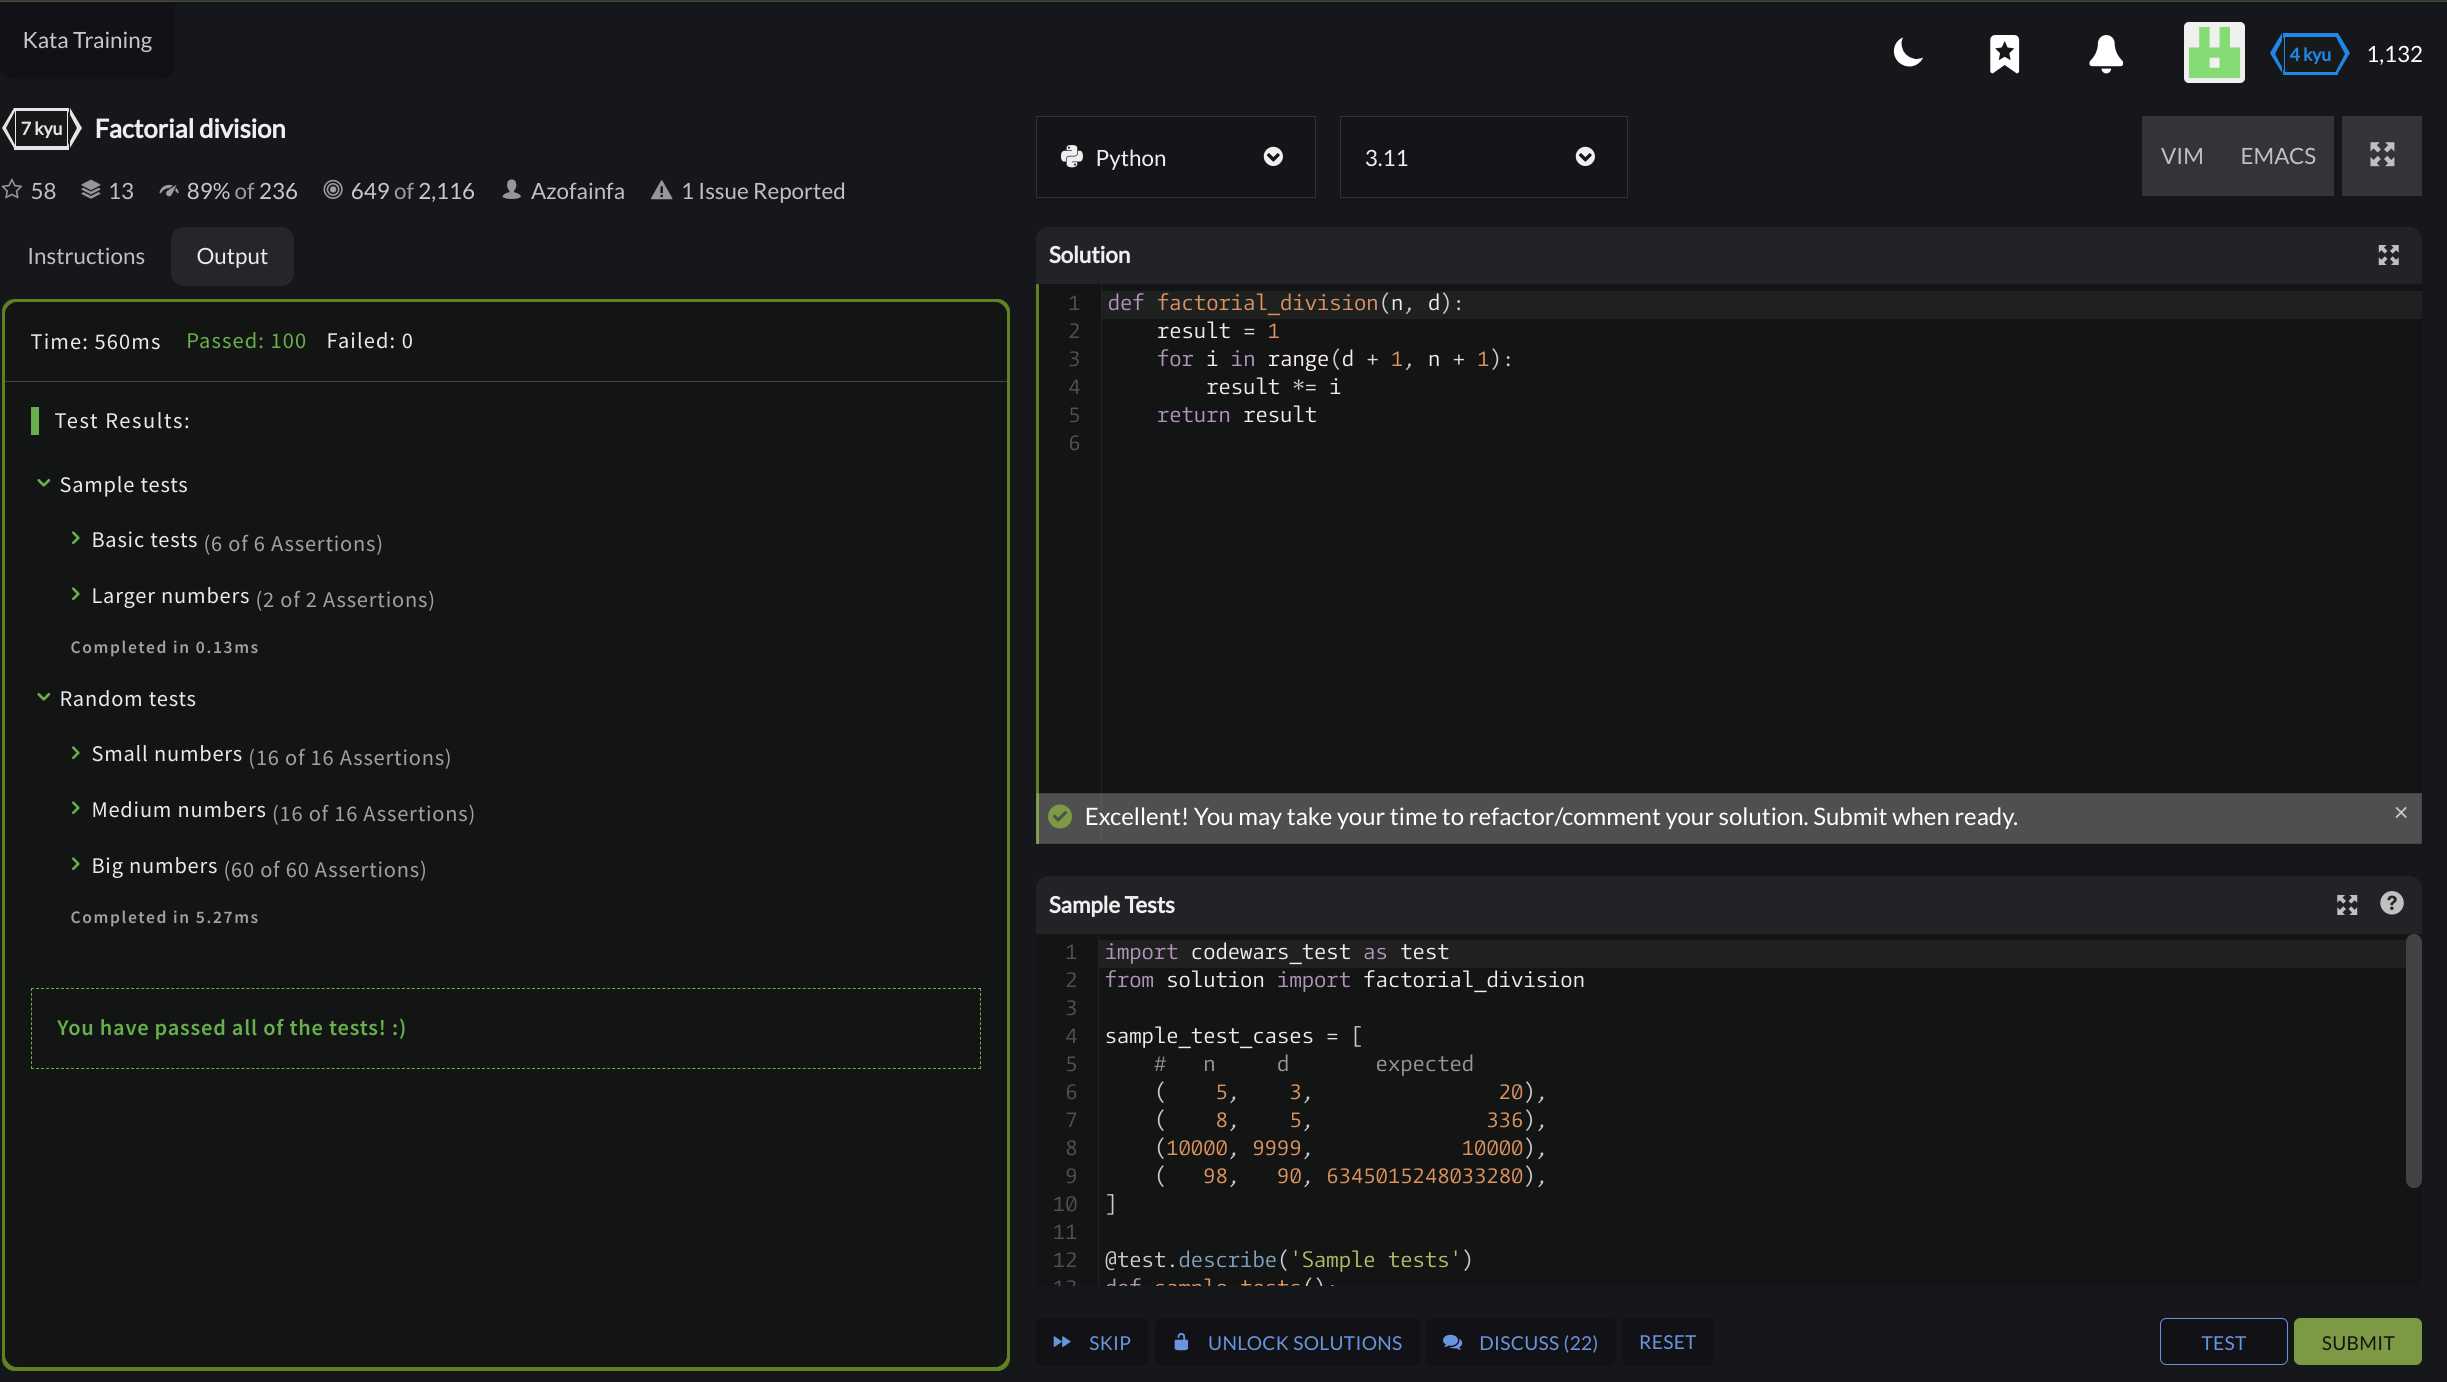 Kata Training
4 kyu 1,132
7 kyu Factorial division
58 13 89% of 236 649 of 2,116 Azofainfa 1 Issue Reported
Instructions Output
Time: 560ms Passed: 100 Failed: 0
Test Results:
Sample tests
Basic tests (6 of 6 Assertions)
Larger numbers (2 of 2 Assertions)
Completed in 0.13ms
Random tests
Small numbers (16 of 16 Assertions)
Medium numbers (16 of 16 Assertions)
Big numbers (60 of 60 Assertions)
Completed in 5.27ms
You have passed all of the tests! :)
Python 3.11 VIM EMACS
Solution
1 def factorial_division(n, d):
2     result = 1
3     for i in range(d + 1, n + 1):
4         result *= i
5     return result
6
Excellent! You may take your time to refactor/comment your solution. Submit when ready.
Sample Tests
1 import codewars_test as test
2 from solution import factorial_division
3
4 sample_test_cases = [
5     #   n     d       expected
6     (    5,    3,               20),
7     (    8,    5,              336),
8     (10000, 9999,            10000),
9     (   98,   90, 6345015248033280),
10 ]
11
12 @test.describe('Sample tests')
13 def sample_tests():
SKIP UNLOCK SOLUTIONS DISCUSS (22) RESET TEST SUBMIT